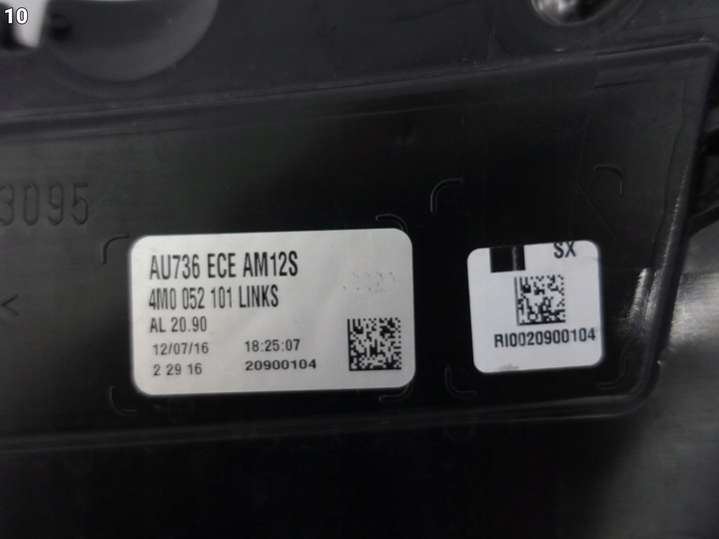 10
3095
AU736 ECE AM12S
4M0 052 101 LINKS
AL 20.90
12/07/16 18:25:07
2 29 16 20900104
SX
RI0020900104